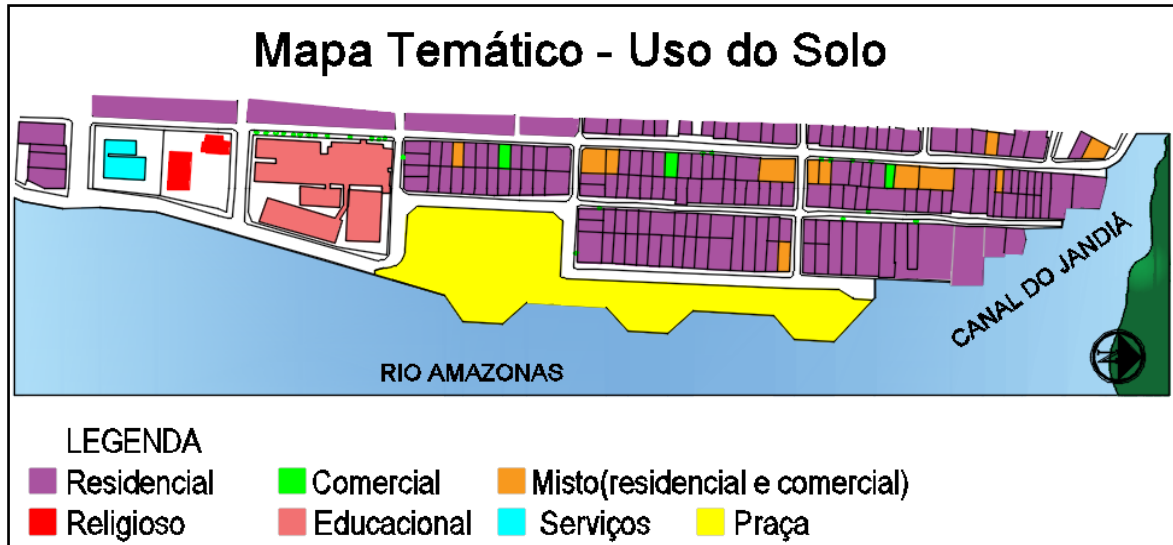 Mapa Temático - Uso do Solo
CANAL DO JANDIÁ
RIO AMAZONAS
N
LEGENDA
Residencial
Comercial
Misto(residencial e comercial)
Religioso
Educacional
Serviços
Praça